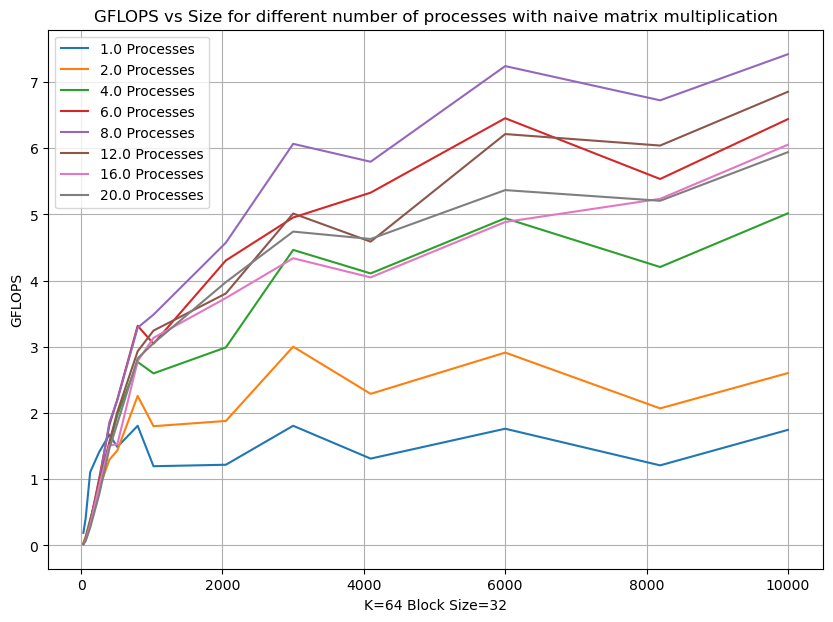 GFLOPS vs Size for different number of processes with naive matrix multiplication
1.0 Processes
2.0 Processes
4.0 Processes
6.0 Processes
8.0 Processes
12.0 Processes
16.0 Processes
20.0 Processes
GFLOPS
7
6
5
4
3
2
1
0
0 2000 4000 6000 8000 10000
K=64 Block Size=32